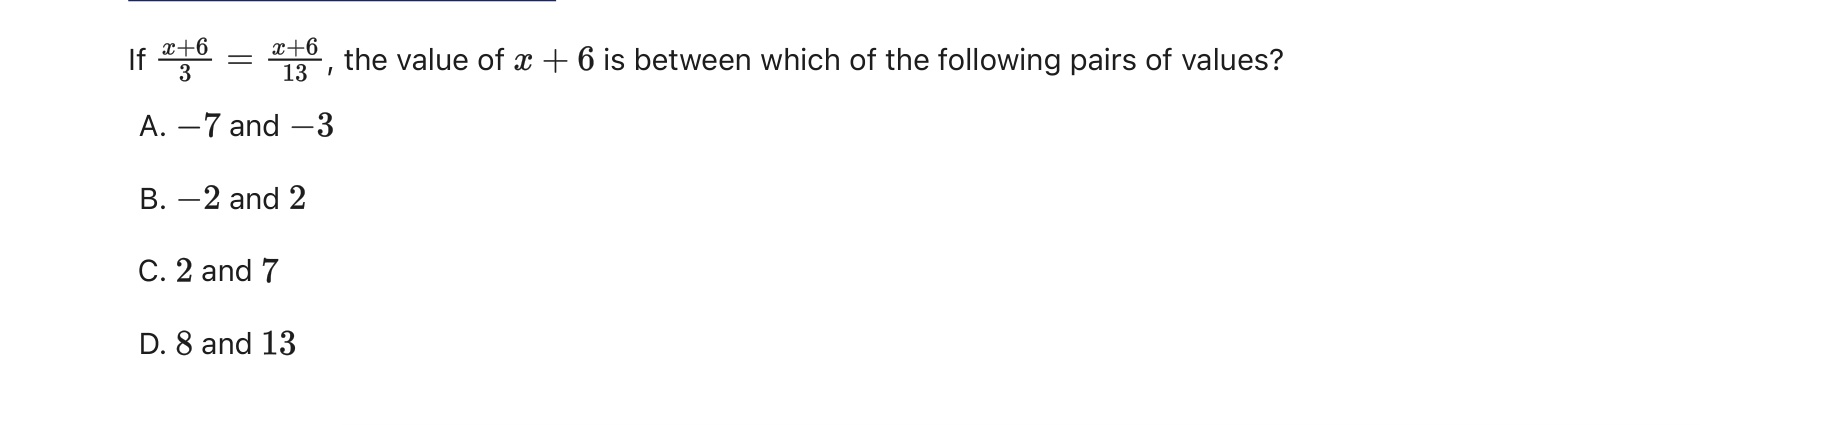 If $\frac{x+6}{3} = \frac{x+6}{13}$, the value of $x + 6$ is between which of the following pairs of values?
A. $-7$ and $-3$
B. $-2$ and $2$
C. $2$ and $7$
D. $8$ and $13$